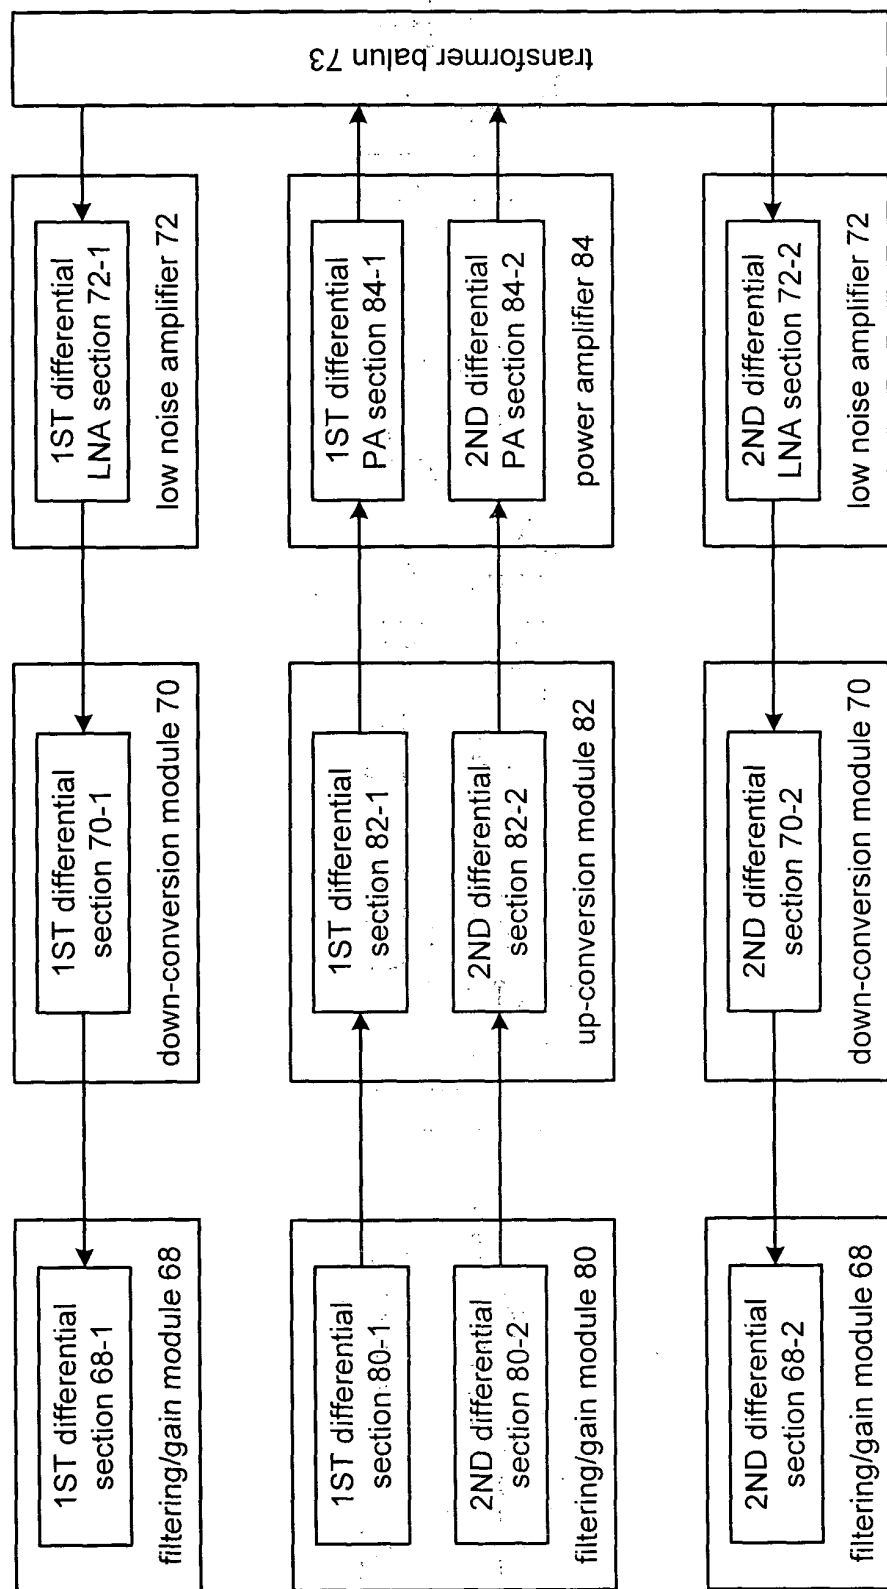 transformer balun 73
1ST differential
LNA section 72-1
low noise amplifier 72
1ST differential
PA section 84-1
2ND differential
PA section 84-2
power amplifier 84
2ND differential
LNA section 72-2
low noise amplifier 72
1ST differential
section 70-1
down-conversion module 70
1ST differential
section 82-1
2ND differential
section 82-2
up-conversion module 82
2ND differential
section 70-2
down-conversion module 70
1ST differential
section 68-1
filtering/gain module 68
1ST differential
section 80-1
2ND differential
section 80-2
filtering/gain module 80
2ND differential
section 68-2
filtering/gain module 68